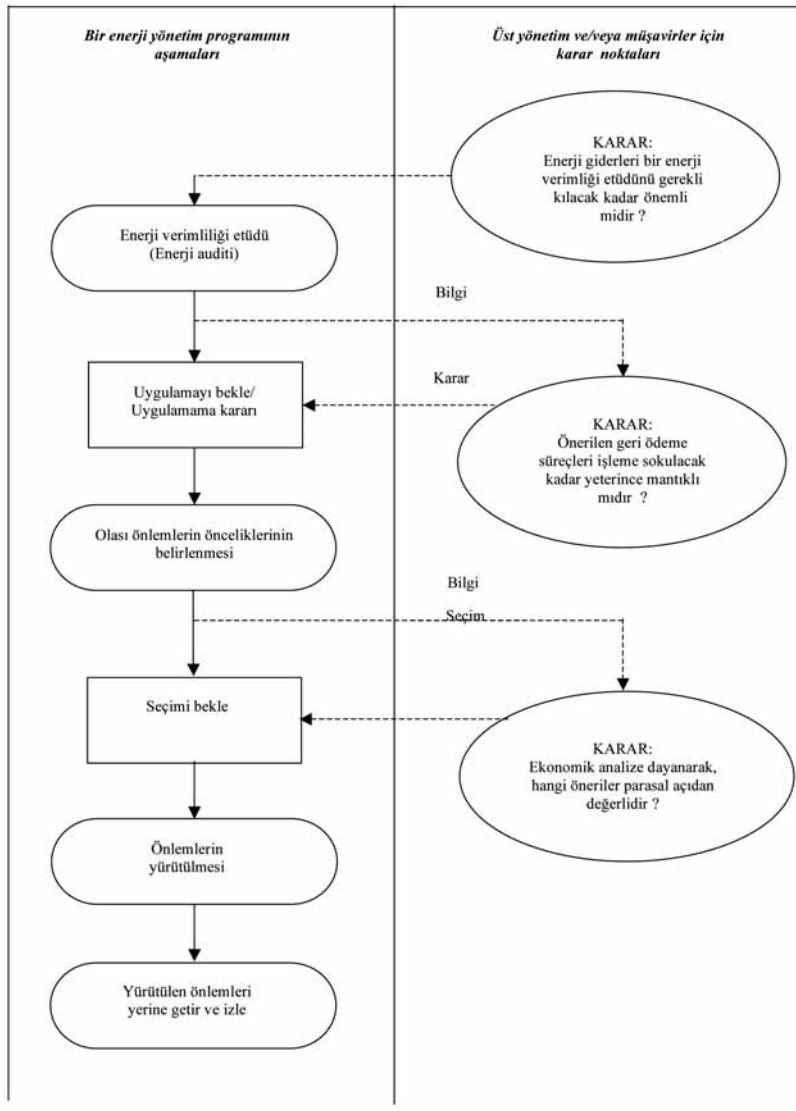 Bir enerji yönetim programının
aşamaları
Üst yönetim ve/veya müşavirler için
karar noktaları
KARAR:
Enerji giderleri bir enerji
verimliği etüdünü gerekli
kılacak kadar önemli
midir ?
Enerji verimliliği etüdü
(Enerji auditi)
Bilgi
Uygulamayı bekle/
Uygulamama kararı
Karar
KARAR:
Önerilen geri ödeme
süreçleri işleme sokulacak
kadar yeterince mantıklı
mıdır ?
Olası önlemlerin önceliklerinin
belirlenmesi
Bilgi
Seçim
Seçimi bekle
KARAR:
Ekonomik analize dayanarak,
hangi öneriler parasal açıdan
değerlidir ?
Önlemlerin
yürütülmesi
Yürütülen önlemleri
yerine getir ve izle